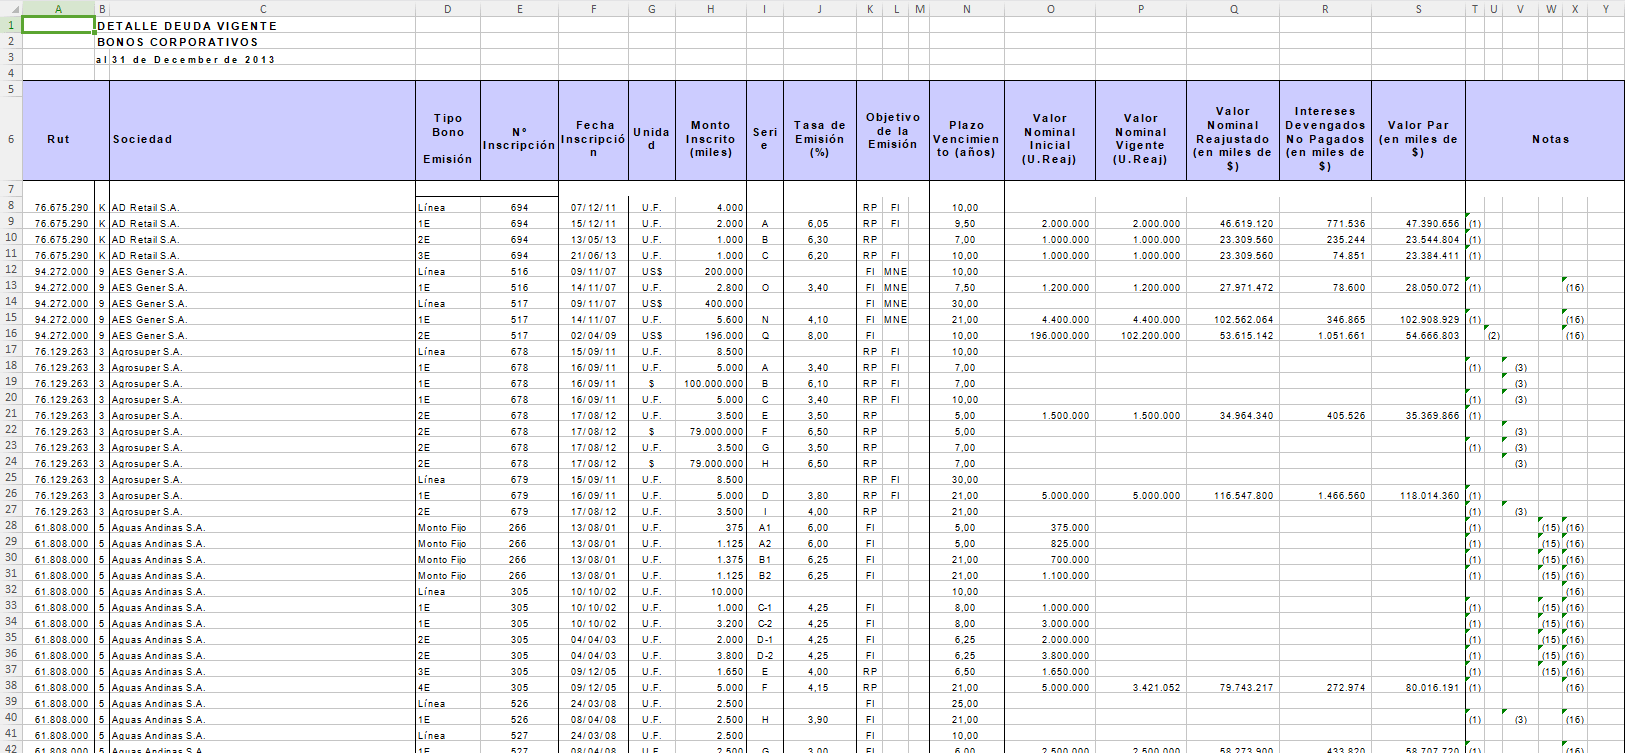 A B C D E F G H I J K L M N O P Q R S T U V W X Y
1 DETALLE DEUDA VIGENTE
2 BONOS CORPORATIVOS
3 al 31 de December de 2013
4
5
6 Rut Sociedad Tipo Bono Emisión N° Inscripción Fecha Inscripción Unidad Monto Inscrito (miles) Serie Tasa de Emisión (%) Objetivo de la Emisión Plazo Vencimiento (años) Valor Nominal Inicial (U.Reaj) Valor Nominal Vigente (U.Reaj) Valor Nominal Reajustado (en miles de $) Intereses Devengados No Pagados (en miles de $) Valor Par (en miles de $) Notas
7
8 76.675.290 K AD Retail S.A. Línea 694 07/12/11 U.F. 4.000 RP FI 10,00
9 76.675.290 K AD Retail S.A. 1E 694 15/12/11 U.F. 2.000 A 6,05 RP FI 9,50 2.000.000 2.000.000 46.619.120 771.536 47.390.656 (1)
10 76.675.290 K AD Retail S.A. 2E 694 13/05/13 U.F. 1.000 B 6,30 RP 7,00 1.000.000 1.000.000 23.309.560 235.244 23.544.804 (1)
11 76.675.290 K AD Retail S.A. 3E 694 21/06/13 U.F. 1.000 C 6,20 RP FI 10,00 1.000.000 1.000.000 23.309.560 74.851 23.384.411 (1)
12 94.272.000 9 AES Gener S.A. Línea 516 09/11/07 US$ 200.000 FI MNE 10,00
13 94.272.000 9 AES Gener S.A. 1E 516 14/11/07 U.F. 2.800 O 3,40 FI MNE 7,50 1.200.000 1.200.000 27.971.472 78.600 28.050.072 (1) (16)
14 94.272.000 9 AES Gener S.A. Línea 517 09/11/07 US$ 400.000 FI MNE 30,00
15 94.272.000 9 AES Gener S.A. 1E 517 14/11/07 U.F. 5.600 N 4,10 FI MNE 21,00 4.400.000 4.400.000 102.562.064 346.865 102.908.929 (1) (16)
16 94.272.000 9 AES Gener S.A. 2E 517 02/04/09 US$ 196.000 Q 8,00 FI 10,00 196.000.000 102.200.000 53.615.142 1.051.661 54.666.803 (2) (16)
17 76.129.263 3 Agrosuper S.A. Línea 678 15/09/11 U.F. 8.500 RP FI 10,00
18 76.129.263 3 Agrosuper S.A. 1E 678 16/09/11 U.F. 5.000 A 3,40 RP FI 7,00 (1) (3)
19 76.129.263 3 Agrosuper S.A. 1E 678 16/09/11 $ 100.000.000 B 6,10 RP FI 7,00 (3)
20 76.129.263 3 Agrosuper S.A. 1E 678 16/09/11 U.F. 5.000 C 3,40 RP FI 10,00 (1) (3)
21 76.129.263 3 Agrosuper S.A. 2E 678 17/08/12 U.F. 3.500 E 3,50 RP 5,00 1.500.000 1.500.000 34.964.340 405.526 35.369.866 (1)
22 76.129.263 3 Agrosuper S.A. 2E 678 17/08/12 $ 79.000.000 F 6,50 RP 5,00 (3)
23 76.129.263 3 Agrosuper S.A. 2E 678 17/08/12 U.F. 3.500 G 3,50 RP 7,00 (1) (3)
24 76.129.263 3 Agrosuper S.A. 2E 678 17/08/12 $ 79.000.000 H 6,50 RP 7,00 (3)
25 76.129.263 3 Agrosuper S.A. Línea 679 15/09/11 U.F. 8.500 RP FI 30,00
26 76.129.263 3 Agrosuper S.A. 1E 679 16/09/11 U.F. 5.000 D 3,80 RP FI 21,00 5.000.000 5.000.000 116.547.800 1.466.560 118.014.360 (1)
27 76.129.263 3 Agrosuper S.A. 2E 679 17/08/12 U.F. 3.500 I 4,00 RP 21,00 (1) (3)
28 61.808.000 5 Aguas Andinas S.A. Monto Fijo 266 13/08/01 U.F. 375 A1 6,00 FI 5,00 375.000 (1) (15) (16)
29 61.808.000 5 Aguas Andinas S.A. Monto Fijo 266 13/08/01 U.F. 1.125 A2 6,00 FI 5,00 825.000 (1) (15) (16)
30 61.808.000 5 Aguas Andinas S.A. Monto Fijo 266 13/08/01 U.F. 1.375 B1 6,25 FI 21,00 700.000 (1) (15) (16)
31 61.808.000 5 Aguas Andinas S.A. Monto Fijo 266 13/08/01 U.F. 1.125 B2 6,25 FI 21,00 1.100.000 (1) (15) (16)
32 61.808.000 5 Aguas Andinas S.A. Línea 305 10/10/02 U.F. 10.000 10,00 (16)
33 61.808.000 5 Aguas Andinas S.A. 1E 305 10/10/02 U.F. 1.000 C-1 4,25 FI 8,00 1.000.000 (1) (15) (16)
34 61.808.000 5 Aguas Andinas S.A. 1E 305 10/10/02 U.F. 3.200 C-2 4,25 FI 8,00 3.000.000 (1) (15) (16)
35 61.808.000 5 Aguas Andinas S.A. 2E 305 04/04/03 U.F. 2.000 D-1 4,25 FI 6,25 2.000.000 (1) (15) (16)
36 61.808.000 5 Aguas Andinas S.A. 2E 305 04/04/03 U.F. 3.800 D-2 4,25 FI 6,25 3.800.000 (1) (15) (16)
37 61.808.000 5 Aguas Andinas S.A. 3E 305 09/12/05 U.F. 1.650 E 4,00 RP 6,50 1.650.000 (1) (15) (16)
38 61.808.000 5 Aguas Andinas S.A. 4E 305 09/12/05 U.F. 5.000 F 4,15 RP 21,00 5.000.000 3.421.052 79.743.217 272.974 80.016.191 (1) (16)
39 61.808.000 5 Aguas Andinas S.A. Línea 526 24/03/08 U.F. 2.500 FI 25,00
40 61.808.000 5 Aguas Andinas S.A. 1E 526 08/04/08 U.F. 2.500 H 3,90 FI 21,00 (1) (3) (16)
41 61.808.000 5 Aguas Andinas S.A. Línea 527 24/03/08 U.F. 2.500 FI 10,00
42 61.808.000 5 Aguas Andinas S.A. 1E 527 08/04/08 U.F. 2.500 G 3,00 FI 6,00 2.500.000 2.500.000 58.273.900 433.820 58.707.720 (1) (16)